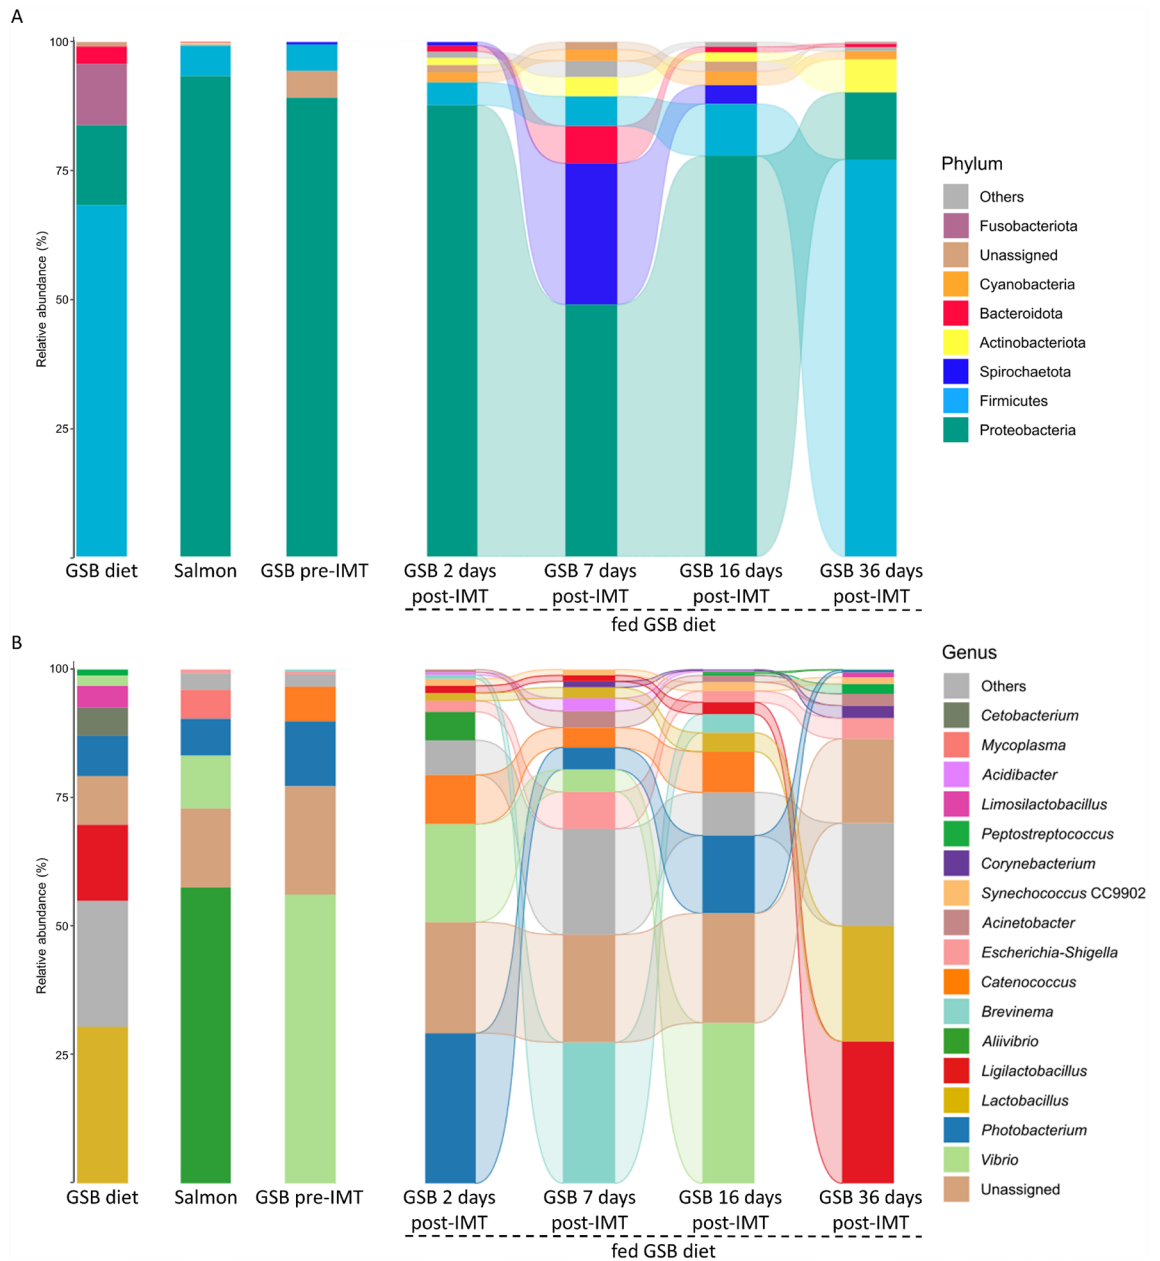 A
100
75
50
25
Relative abundance (%)
GSB diet
Salmon
GSB pre-IMT
GSB 2 days
post-IMT
GSB 7 days
post-IMT
GSB 16 days
post-IMT
GSB 36 days
post-IMT
fed GSB diet
Phylum
Others
Fusobacteriota
Unassigned
Cyanobacteria
Bacteroidota
Actinobacteriota
Spirochaetota
Firmicutes
Proteobacteria
B
100
75
50
25
Relative abundance (%)
GSB diet
Salmon
GSB pre-IMT
GSB 2 days
post-IMT
GSB 7 days
post-IMT
GSB 16 days
post-IMT
GSB 36 days
post-IMT
fed GSB diet
Genus
Others
Cetobacterium
Mycoplasma
Acidibacter
Limosilactobacillus
Peptostreptococcus
Corynebacterium
Synechococcus CC9902
Acinetobacter
Escherichia-Shigella
Catenococcus
Brevinema
Aliivibrio
Ligilactobacillus
Lactobacillus
Photobacterium
Vibrio
Unassigned